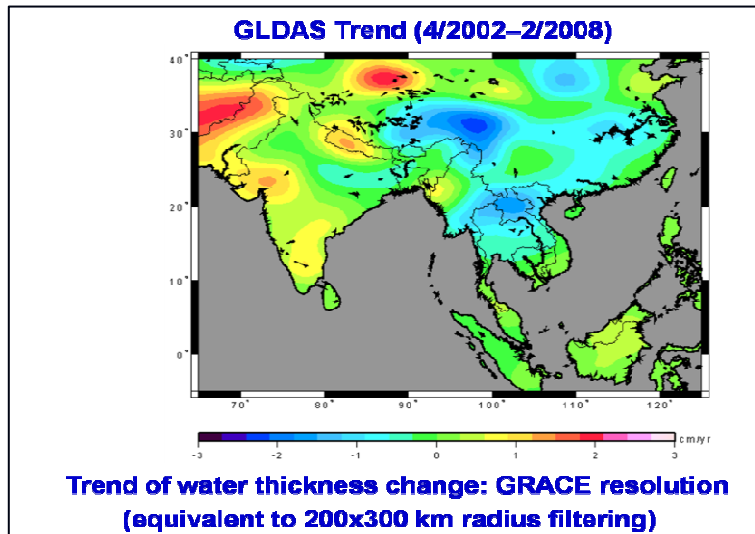 GLDAS Trend (4/2002–2/2008)
40°
30°
20°
10°
0°
70° 80° 90° 100° 110° 120°
cm/yr
-3 -2 -1 0 1 2 3
Trend of water thickness change: GRACE resolution
(equivalent to 200x300 km radius filtering)